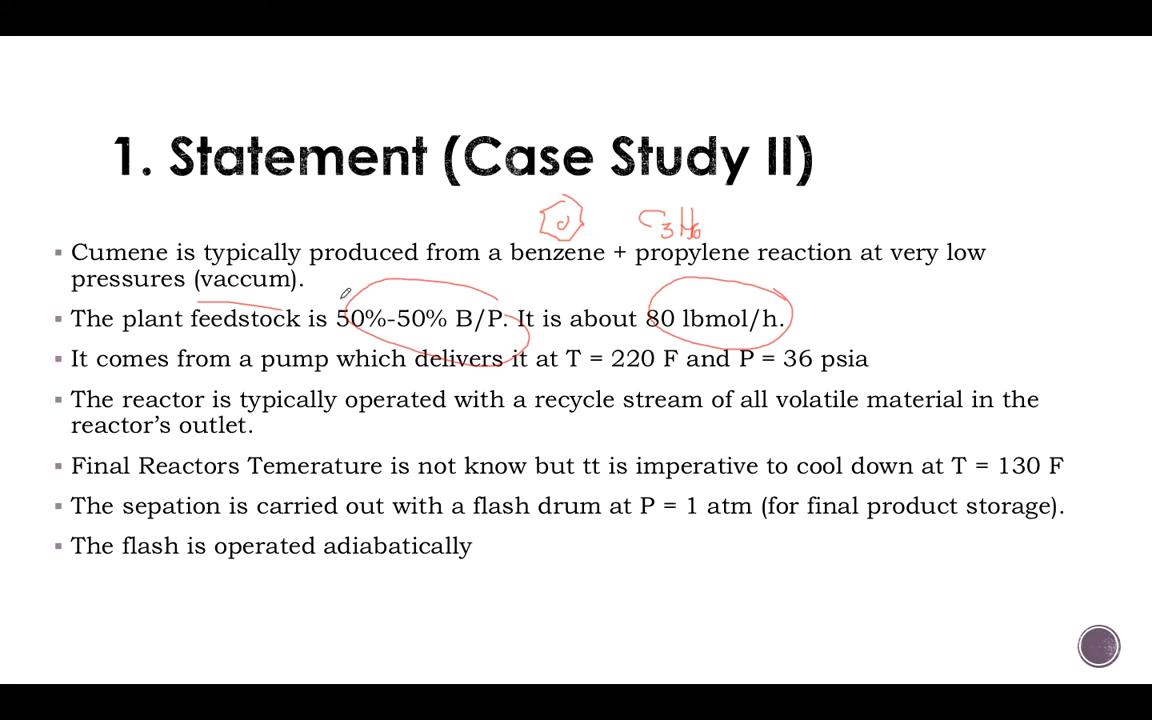 1. Statement (Case Study II)
C3H6
▪ Cumene is typically produced from a benzene + propylene reaction at very low
pressures (vaccum).
▪ The plant feedstock is 50%-50% B/P. It is about 80 lbmol/h.
▪ It comes from a pump which delivers it at T = 220 F and P = 36 psia
▪ The reactor is typically operated with a recycle stream of all volatile material in the
reactor’s outlet.
▪ Final Reactors Temerature is not know but tt is imperative to cool down at T = 130 F
▪ The sepation is carried out with a flash drum at P = 1 atm (for final product storage).
▪ The flash is operated adiabatically